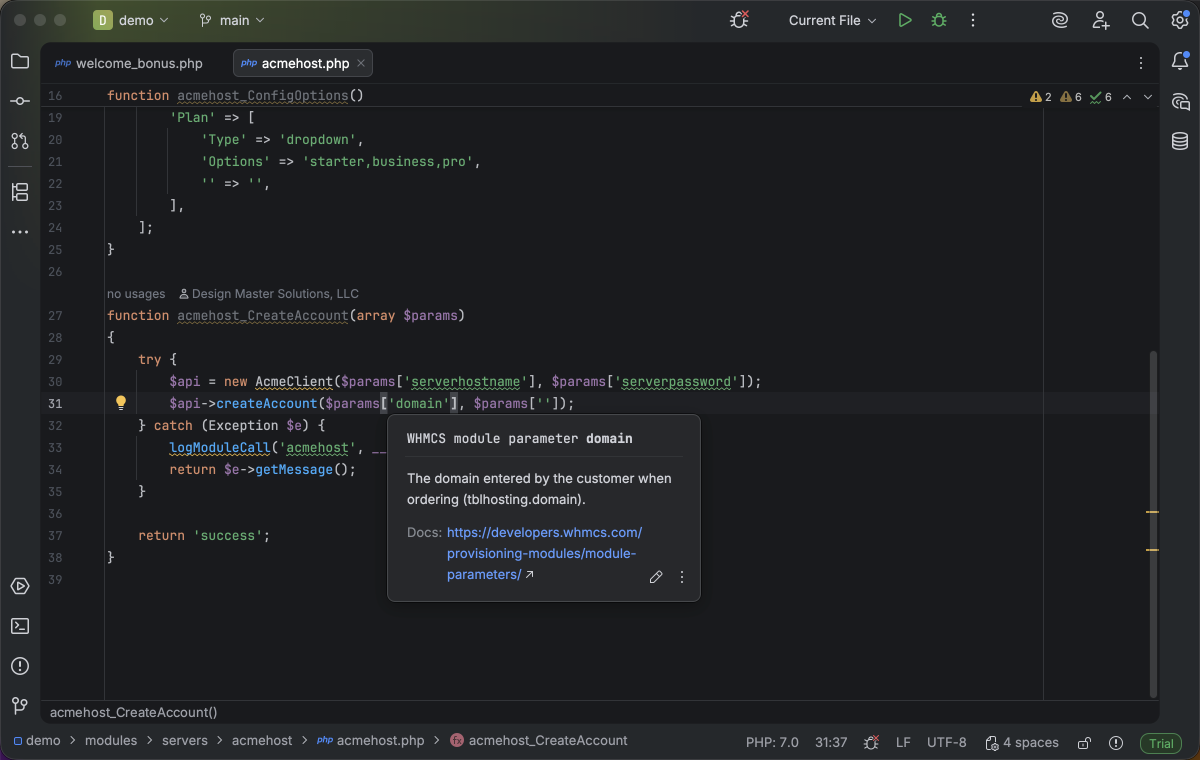 D demo main Current File
php welcome_bonus.php php acmehost.php
16 function acmehost_ConfigOptions() 2 6 6
19 'Plan' => [
20 'Type' => 'dropdown',
21 'Options' => 'starter,business,pro',
22 '' => '',
23 ],
24 ];
25 }
26
no usages Design Master Solutions, LLC
27 function acmehost_CreateAccount(array $params)
28 {
29 try {
30 $api = new AcmeClient($params['serverhostname'], $params['serverpassword']);
31 $api->createAccount($params['domain'], $params['']);
32 } catch (Exception $e) {
33 logModuleCall('acmehost', __
34 return $e->getMessage();
35 }
36
37 return 'success';
38 }
39
WHMCS module parameter domain
The domain entered by the customer when
ordering (tblhosting.domain).
Docs: https://developers.whmcs.com/
provisioning-modules/module-
parameters/
acmehost_CreateAccount()
demo > modules > servers > acmehost > php acmehost.php > fx acmehost_CreateAccount PHP: 7.0 31:37 LF UTF-8 4 spaces Trial